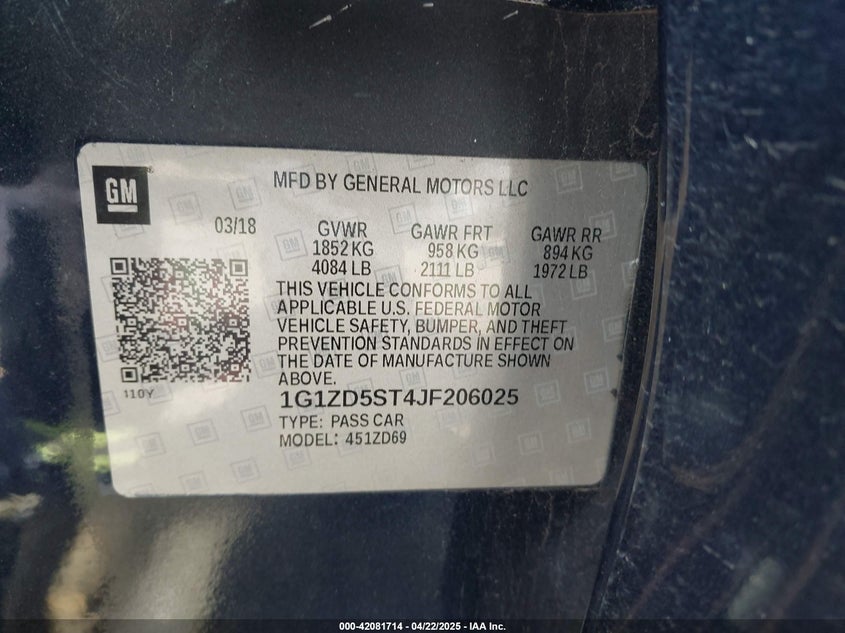 GM
MFD BY GENERAL MOTORS LLC
03/18
GVWR GAWR FRT GAWR RR
1852 KG 958 KG 894 KG
4084 LB 2111 LB 1972 LB
THIS VEHICLE CONFORMS TO ALL
APPLICABLE U.S. FEDERAL MOTOR
VEHICLE SAFETY, BUMPER, AND THEFT
PREVENTION STANDARDS IN EFFECT ON
THE DATE OF MANUFACTURE SHOWN
ABOVE.
110Y
1G1ZD5ST4JF206025
TYPE: PASS CAR
MODEL: 451ZD69
000-42081714 - 04/22/2025 - IAA Inc.